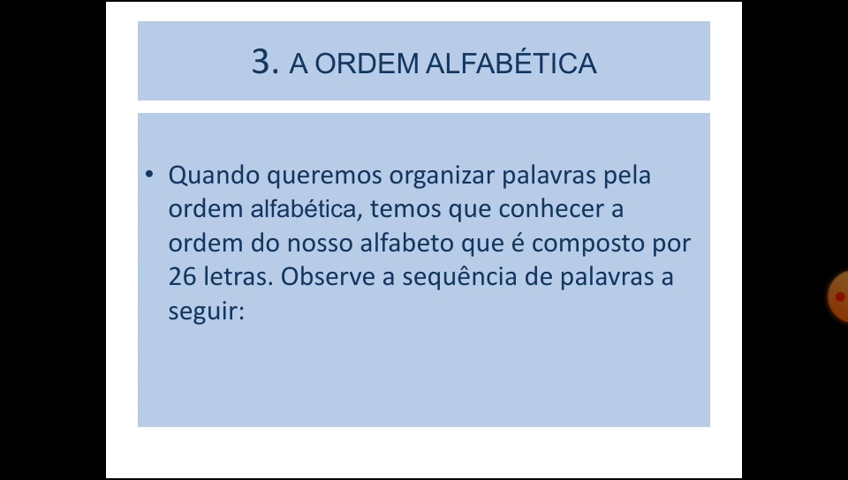 3. A ORDEM ALFABÉTICA
• Quando queremos organizar palavras pela
ordem alfabética, temos que conhecer a
ordem do nosso alfabeto que é composto por
26 letras. Observe a sequência de palavras a
seguir: